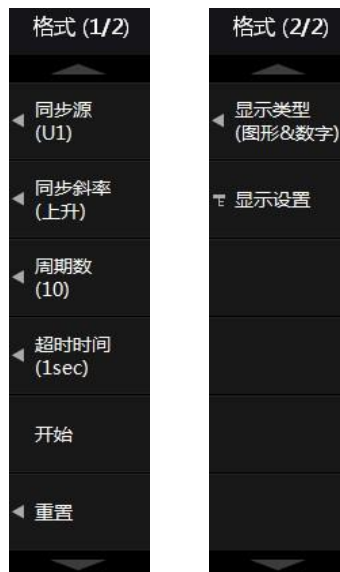 格式 (1/2)
同步源
(U1)
同步斜率
(上升)
周期数
(10)
超时时间
(1sec)
开始
重置
格式 (2/2)
显示类型
(图形&数字)
显示设置